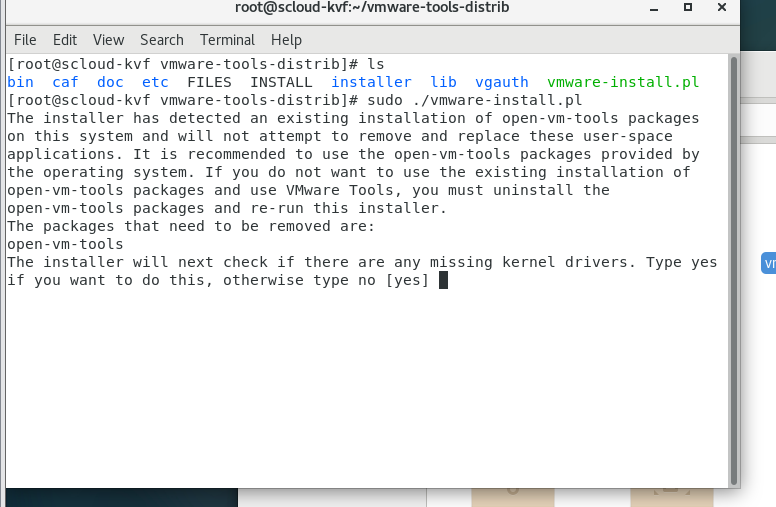 root@scloud-kvf:~/vmware-tools-distrib
File Edit View Search Terminal Help
[root@scloud-kvf vmware-tools-distrib]# ls
bin caf doc etc FILES INSTALL installer lib vgauth vmware-install.pl
[root@scloud-kvf vmware-tools-distrib]# sudo ./vmware-install.pl
The installer has detected an existing installation of open-vm-tools packages
on this system and will not attempt to remove and replace these user-space
applications. It is recommended to use the open-vm-tools packages provided by
the operating system. If you do not want to use the existing installation of
open-vm-tools packages and use VMware Tools, you must uninstall the
open-vm-tools packages and re-run this installer.
The packages that need to be removed are:
open-vm-tools
The installer will next check if there are any missing kernel drivers. Type yes
if you want to do this, otherwise type no [yes]